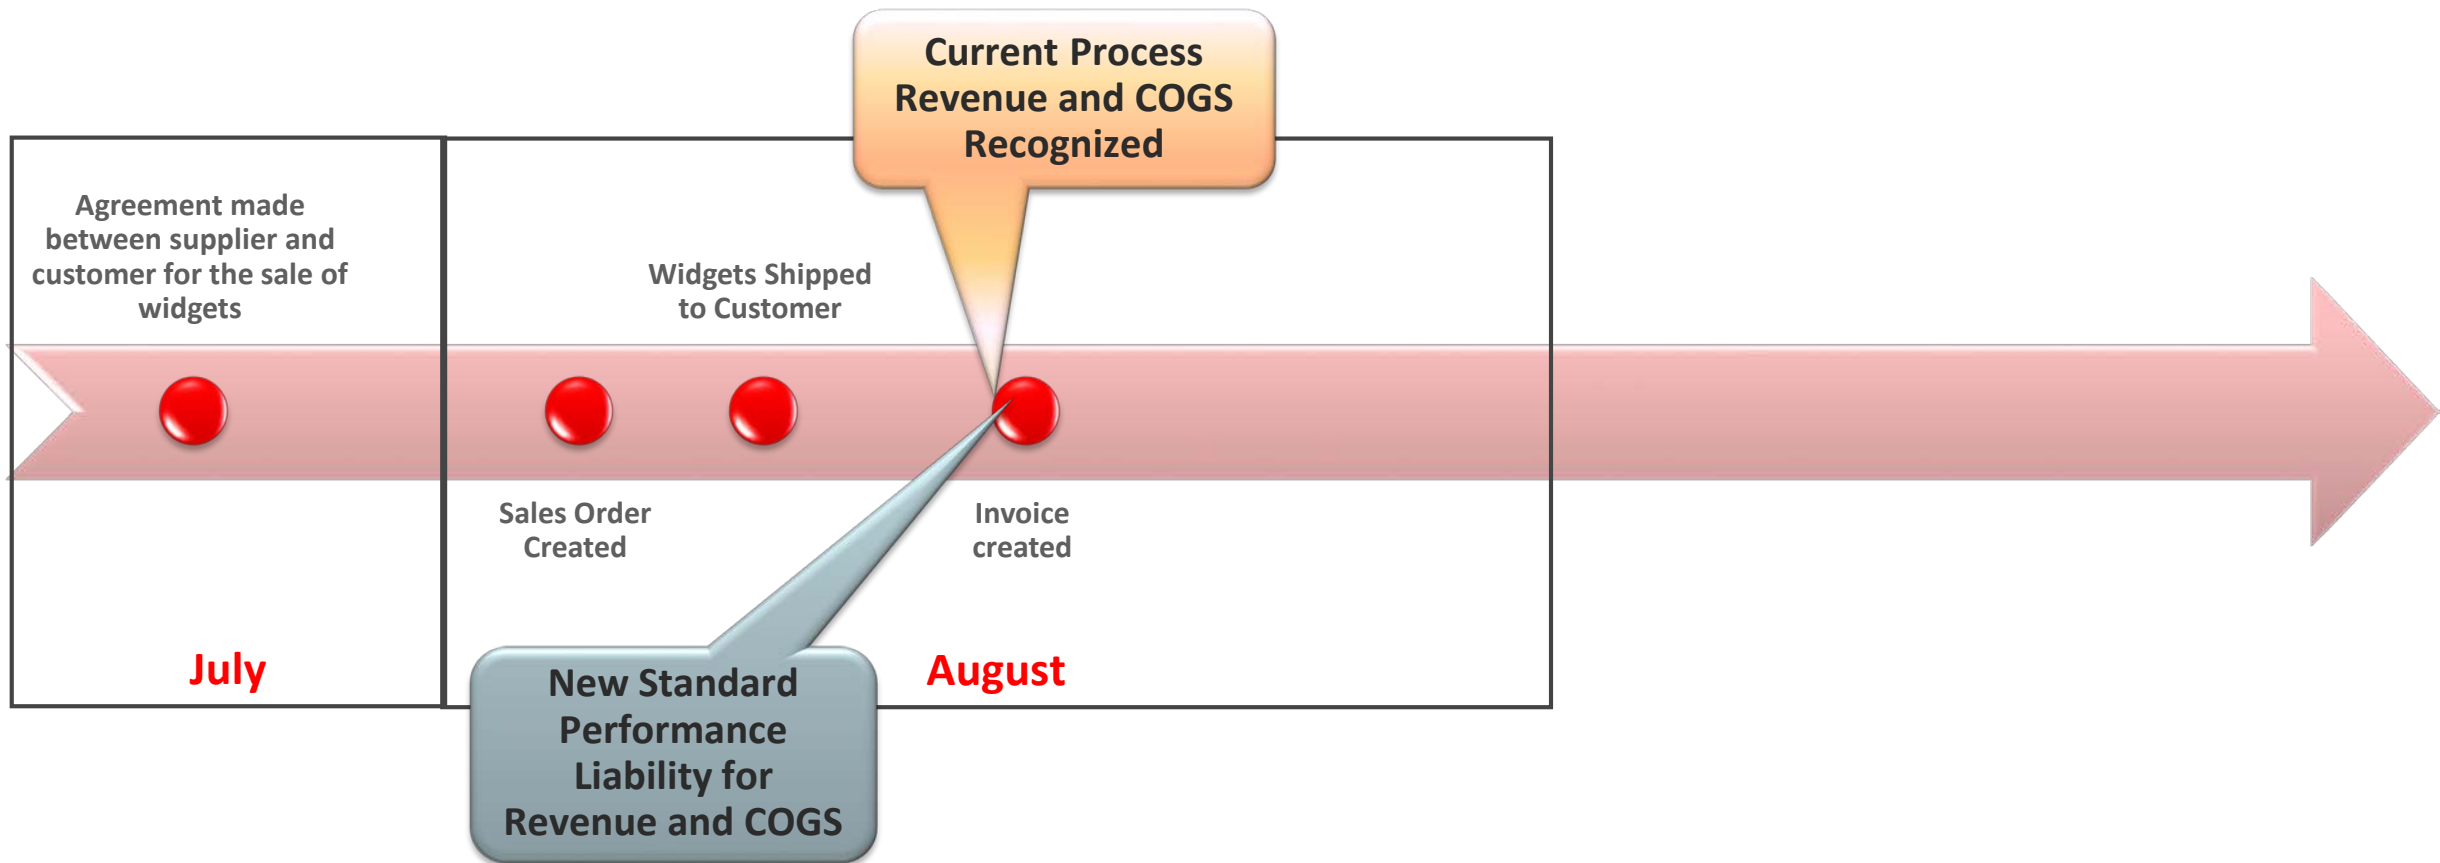 Current Process
Revenue and COGS
Recognized
Agreement made
between supplier and
customer for the sale of
widgets
Widgets Shipped
to Customer
Sales Order
Created
Invoice
created
July
August
New Standard
Performance
Liability for
Revenue and COGS